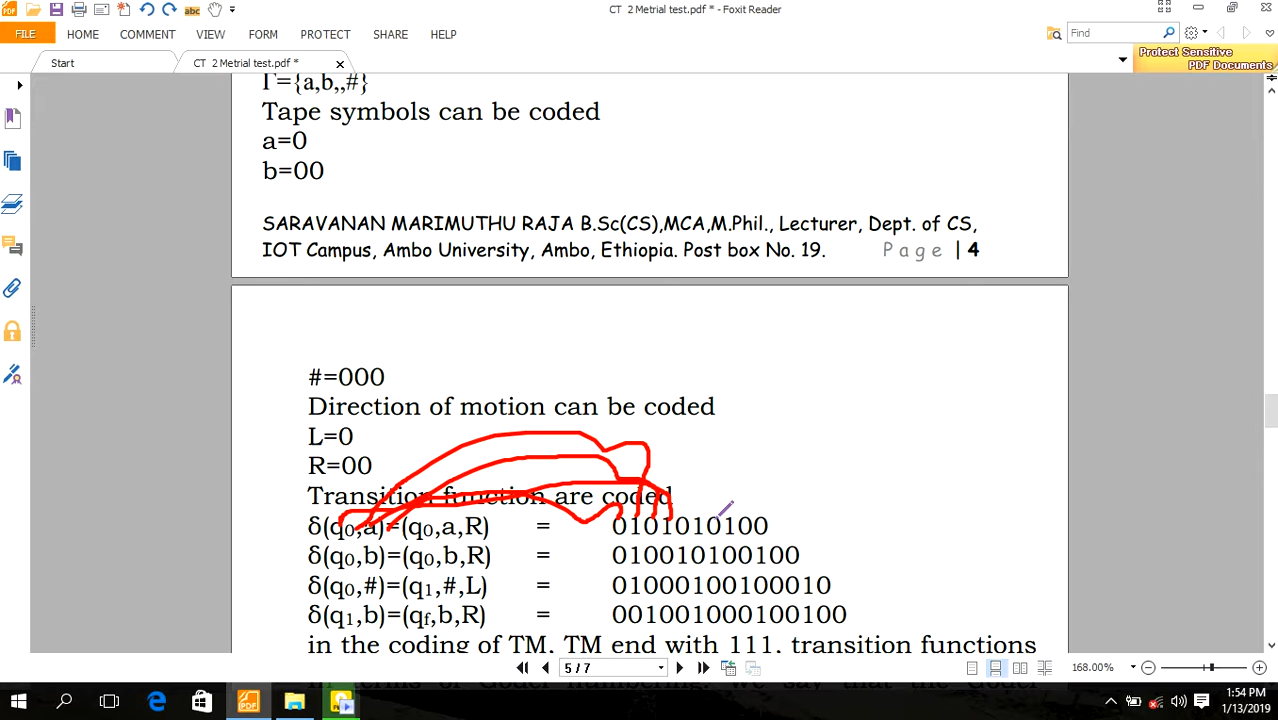 CT 2 Metrial test.pdf * - Foxit Reader
FILE HOME COMMENT VIEW FORM PROTECT SHARE HELP
Find
Start CT 2 Metrial test.pdf *
Protect Sensitive
PDF Documents
Γ={a,b,,#}
Tape symbols can be coded
a=0
b=00
SARAVANAN MARIMUTHU RAJA B.Sc(CS),MCA,M.Phil., Lecturer, Dept. of CS,
IOT Campus, Ambo University, Ambo, Ethiopia. Post box No. 19. Page | 4
#=000
Direction of motion can be coded
L=0
R=00
Transition function are coded
δ(q0,a)=(q0,a,R) = 0101010100
δ(q0,b)=(q0,b,R) = 010010100100
δ(q0,#)=(q1,#,L) = 01000100100010
δ(q1,b)=(qf,b,R) = 001001000100100
in the coding of TM, TM end with 111, transition functions
5 / 7
168.00%
1:54 PM
1/13/2019